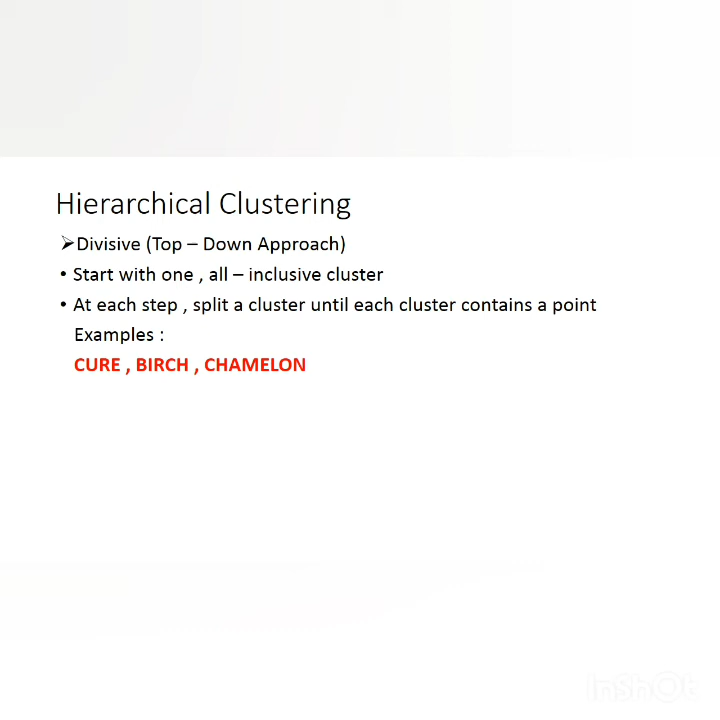 Hierarchical Clustering
➢Divisive (Top – Down Approach)
• Start with one , all – inclusive cluster
• At each step , split a cluster until each cluster contains a point
Examples :
CURE , BIRCH , CHAMELON
InShOt